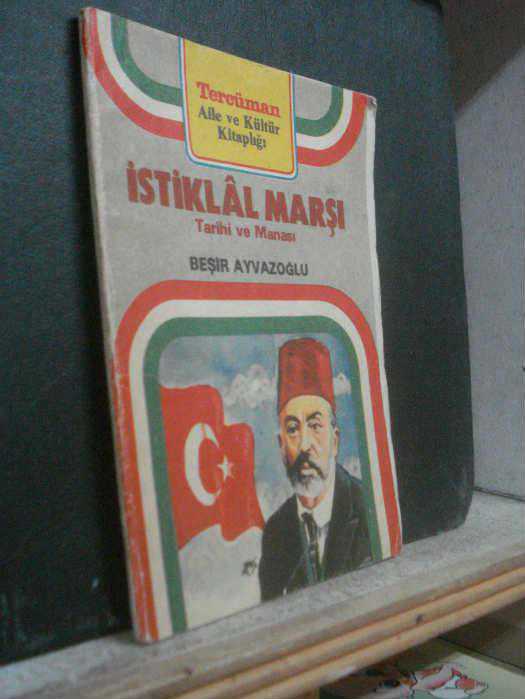 Tercüman
Aile ve Kültür
Kitaplığı
İSTİKLÂL MARŞI
Tarihi ve Manası
BEŞİR AYVAZOĞLU